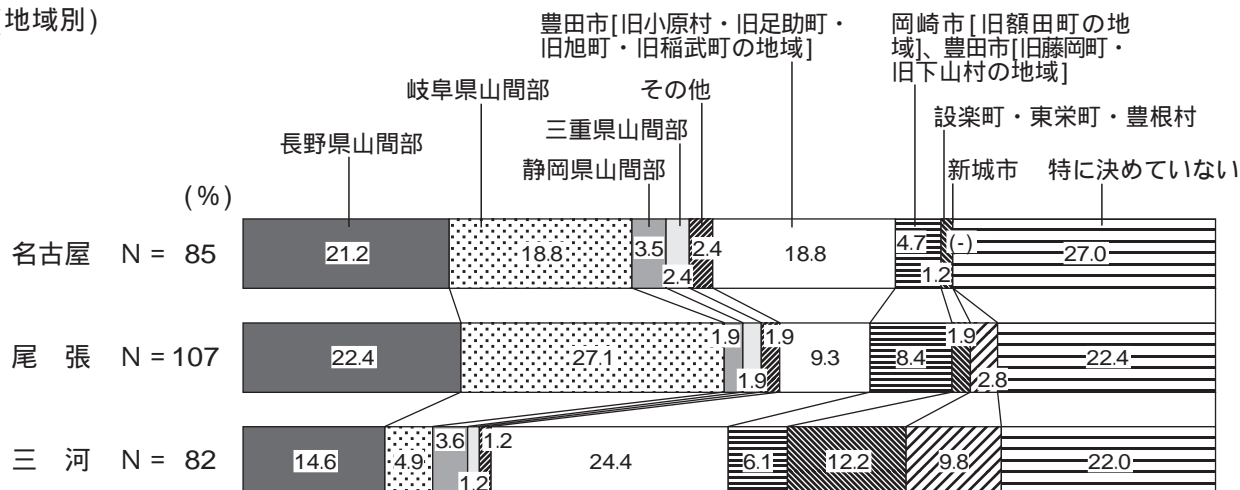 地域別)
豊田市[旧小原村・旧足助町・
旧旭町・旧稲武町の地域]
岡崎市[旧額田町の地
域]、豊田市[旧藤岡町・
旧下山村の地域]
岐阜県山間部
その他
設楽町・東栄町・豊根村
三重県山間部
長野県山間部
静岡県山間部
新城市
特に決めていない
(%)
名古屋 N = 85
21.2 18.8 3.5 2.4 2.4 18.8 4.7 1.2 (-) 27.0
尾 張 N =107
22.4 27.1 1.9 1.9 1.9 9.3 8.4 1.9 2.8 22.4
三 河 N = 82
14.6 4.9 3.6 1.2 1.2 24.4 6.1 12.2 9.8 22.0